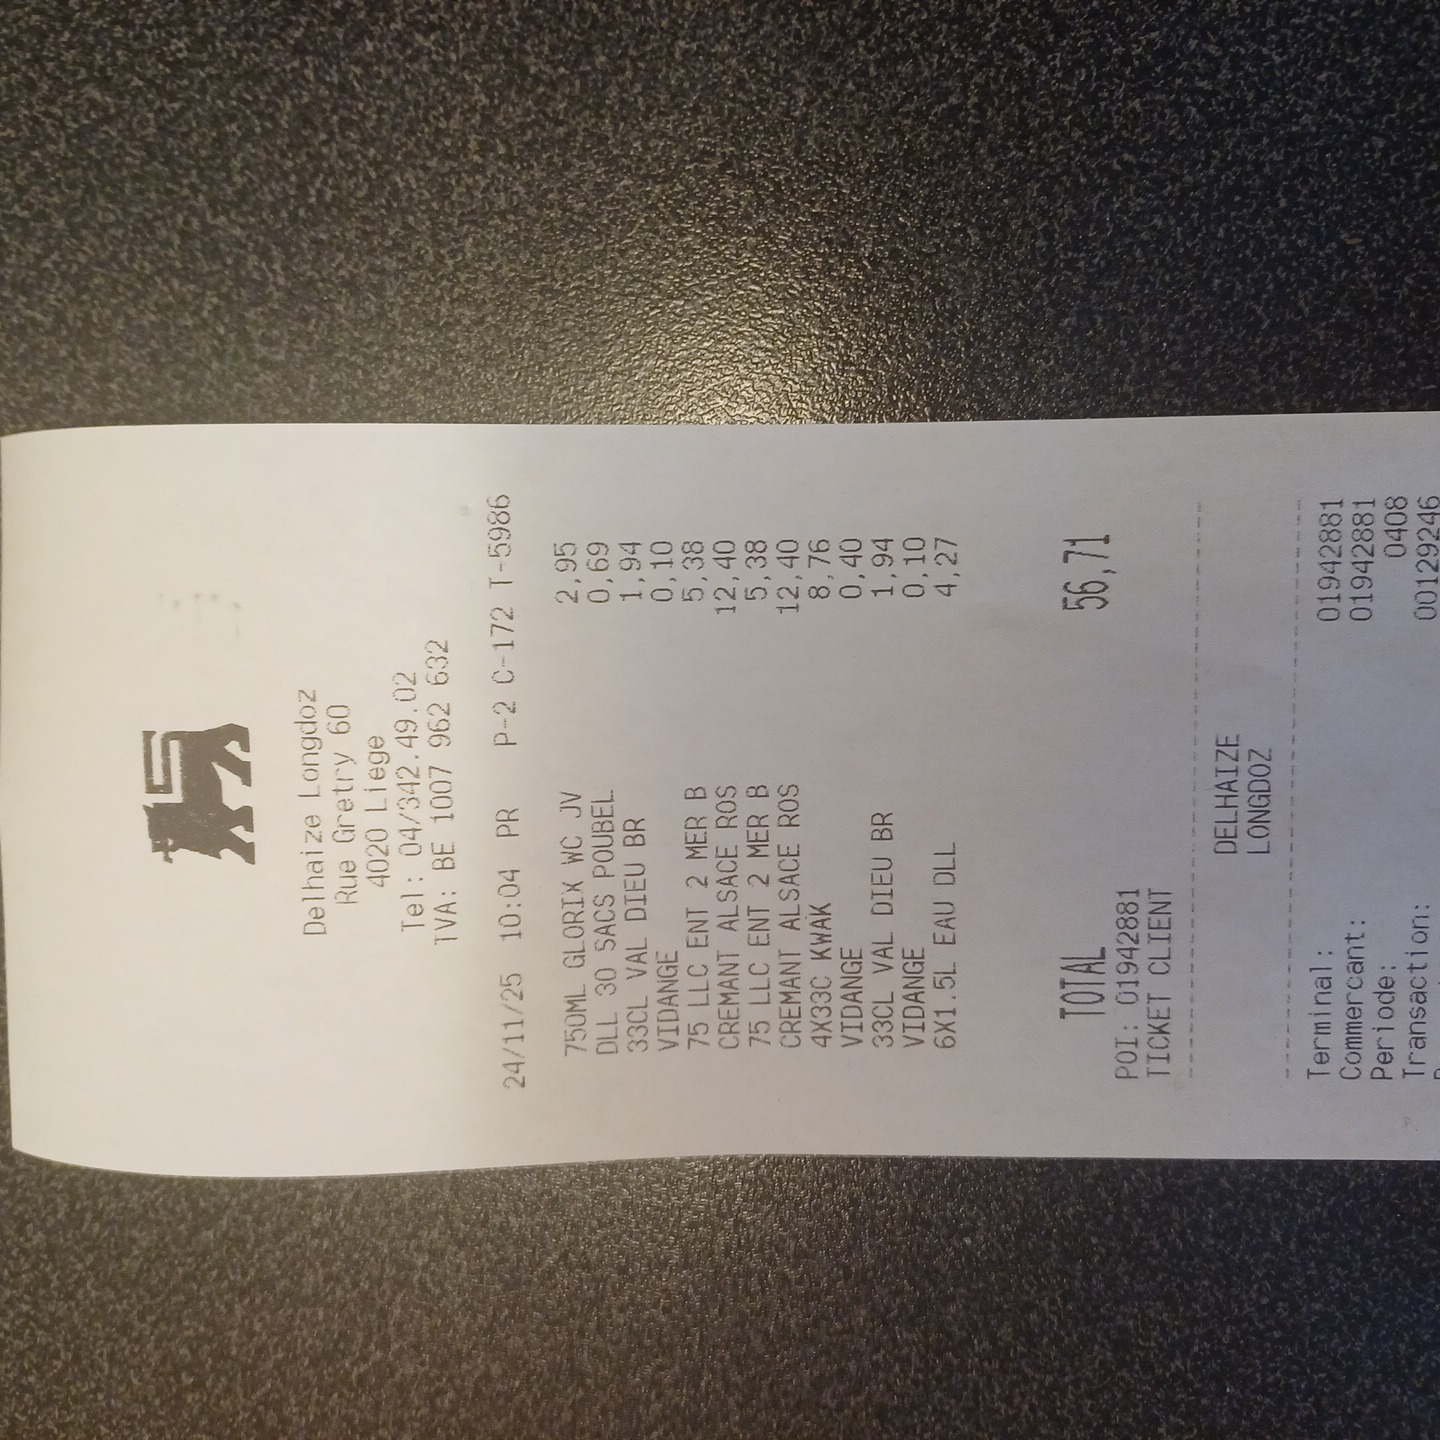 Delhaize Longdoz
Rue Gretry 60
4020 Liege
Tel: 04/342.49.02
TVA: BE 1007 962 632
24/11/25 10:04 PR P-2 C-172 T-5986
750ML GLORIX WC JV 2,95
DLL 30 SACS POUBEL 0,69
33CL VAL DIEU BR 1,94
VIDANGE 0,10
75 LLC ENT 2 MER B 5,38
CREMANT ALSACE ROS 12,40
75 LLC ENT 2 MER B 5,38
CREMANT ALSACE ROS 12,40
4X33C KWAK 8,76
VIDANGE 0,40
33CL VAL DIEU BR 1,94
VIDANGE 0,10
6X1.5L EAU DLL 4,27
TOTAL 56,71
POI: 01942881
TICKET CLIENT
DELHAIZE
LONGDOZ
Terminal: 01942881
Commercant: 01942881
Periode: 0408
Transaction: 00129246